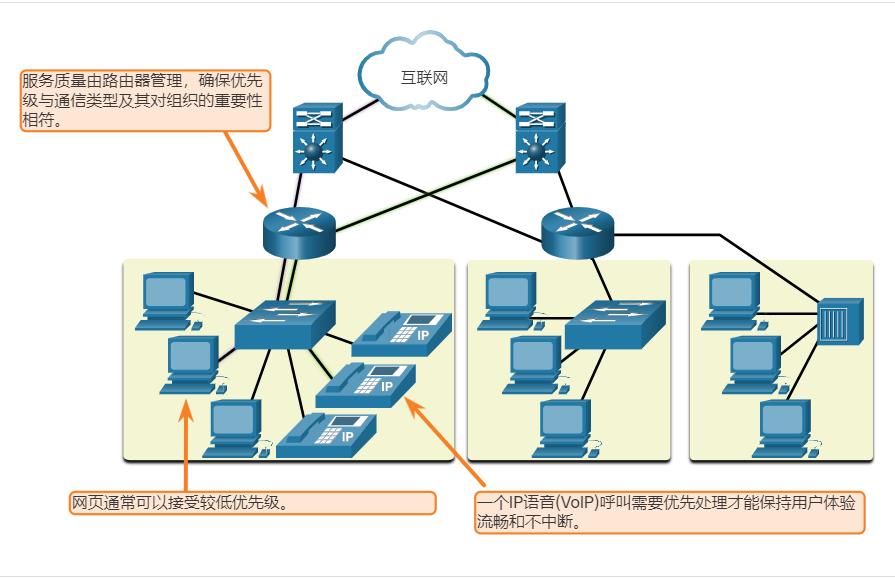 互联网
服务质量由路由器管理，确保优先
级与通信类型及其对组织的重要性
相符。
IP
IP
IP
网页通常可以接受较低优先级。
一个IP语音(VoIP)呼叫需要优先处理才能保持用户体验
流畅和不中断。